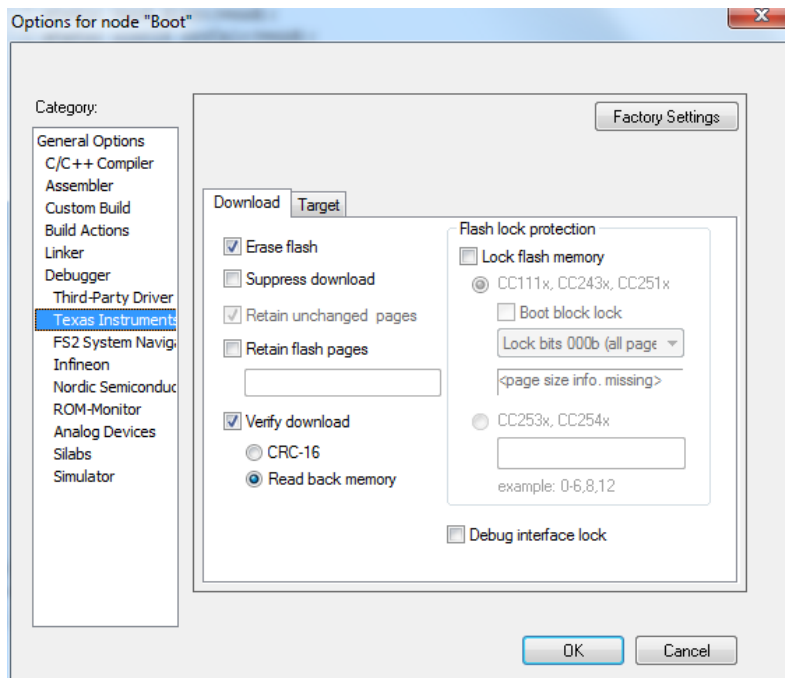 Options for node "Boot"
Category:
General Options
C/C++ Compiler
Assembler
Custom Build
Build Actions
Linker
Debugger
Third-Party Driver
Texas Instruments
FS2 System Naviga
Infineon
Nordic Semiconduc
ROM-Monitor
Analog Devices
Silabs
Simulator
Factory Settings
Download
Target
Erase flash
Suppress download
Retain unchanged pages
Retain flash pages
Verify download
CRC-16
Read back memory
Flash lock protection
Lock flash memory
CC111x, CC243x, CC251x
Boot block lock
Lock bits 000b (all page
<page size info. missing>
CC253x, CC254x
example: 0-6,8,12
Debug interface lock
OK
Cancel